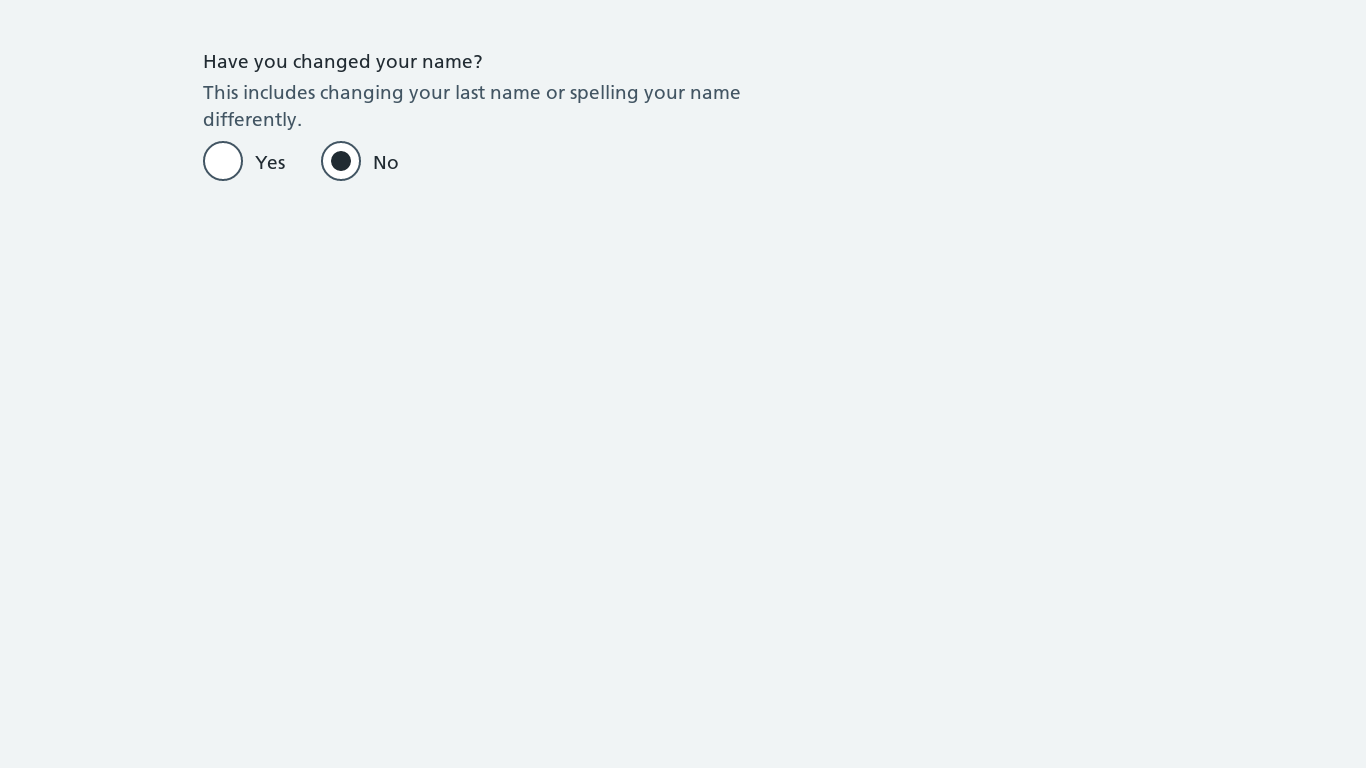 Have you changed your name?
This includes changing your last name or spelling your name
differently.
Yes No